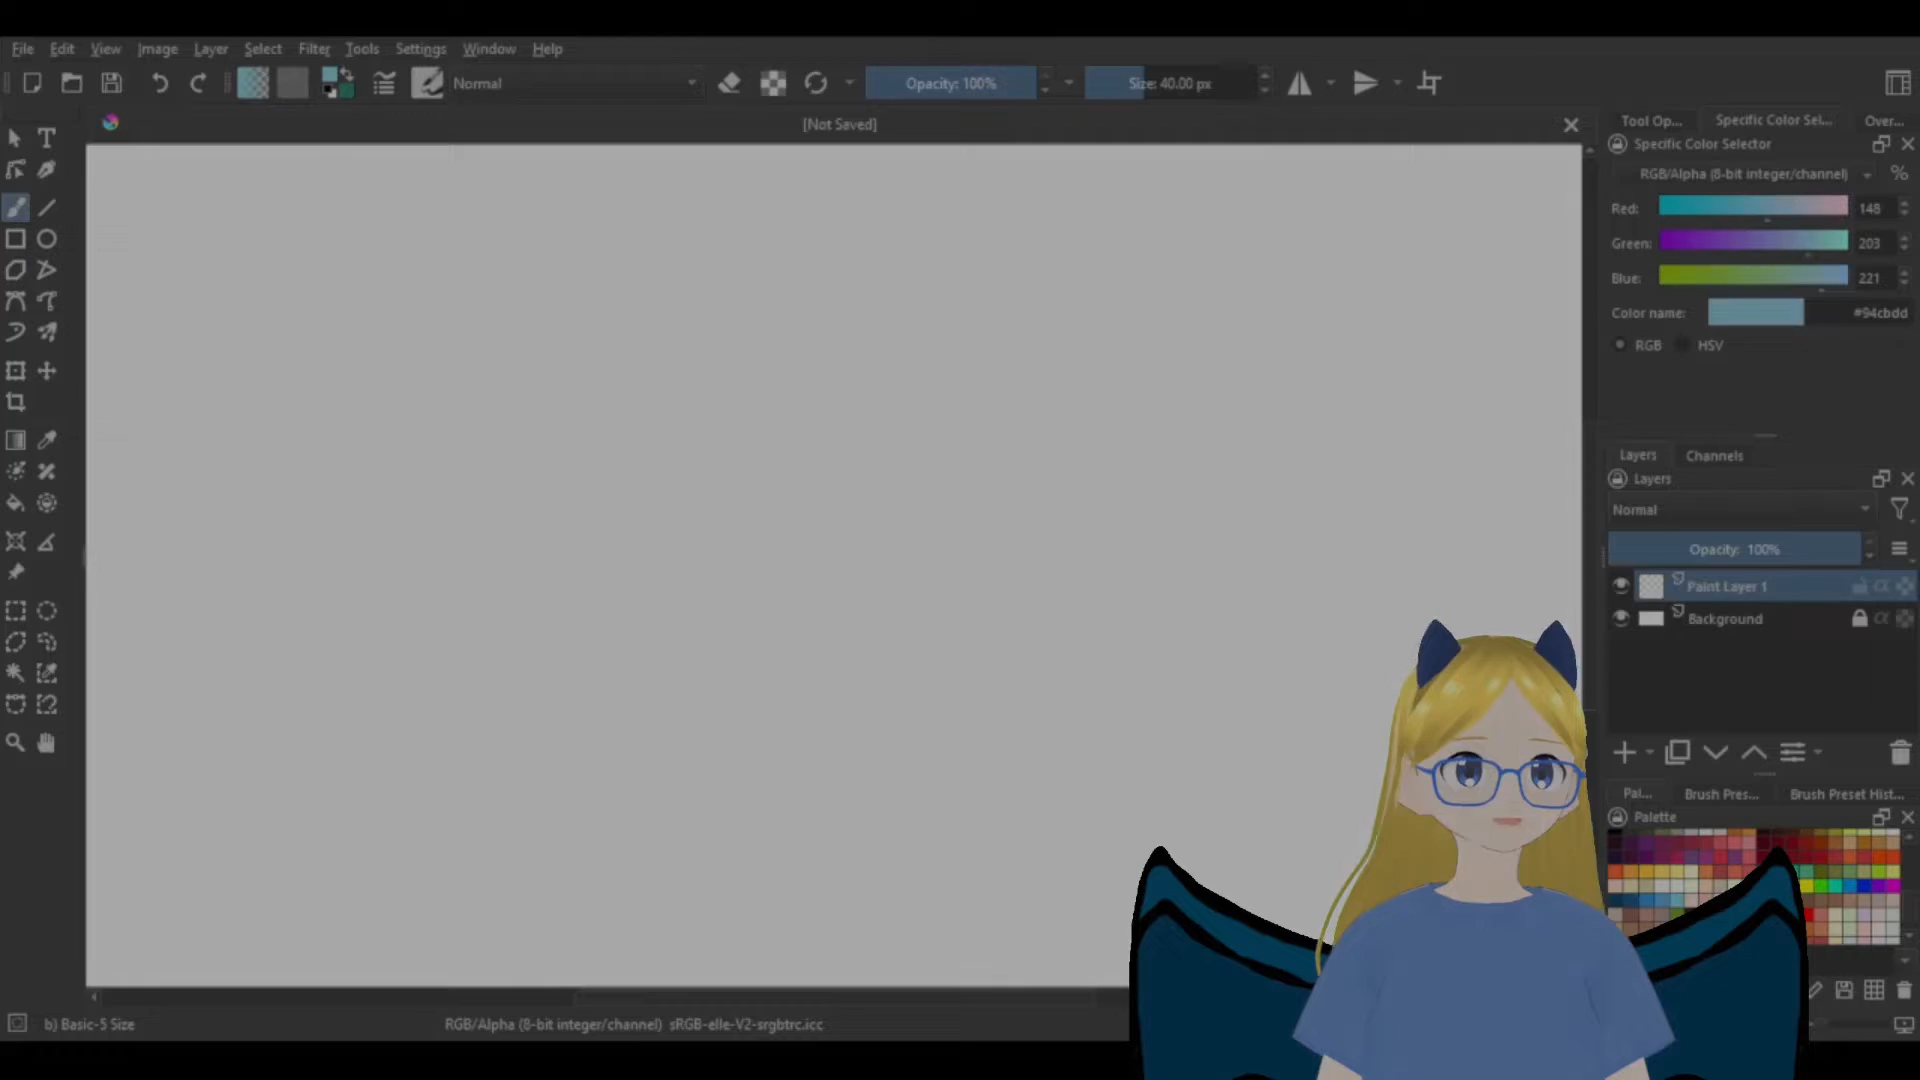 File Edit View Image Layer Select Filter Tools Settings Window Help
Normal Opacity: 100% Size: 40.00 px
[Not Saved]
Tool Op... Specific Color Sel... Over...
Specific Color Selector
RGB/Alpha (8-bit integer/channel) %
Red: 148
Green: 203
Blue: 221
Color name: #94cbdd
RGB HSV
Layers Channels
Layers
Normal
Opacity: 100%
Paint Layer 1
Background
Pal... Brush Pres... Brush Preset Hist...
Palette
b) Basic-5 Size RGB/Alpha (8-bit integer/channel) sRGB-elle-V2-srgbtrc.icc